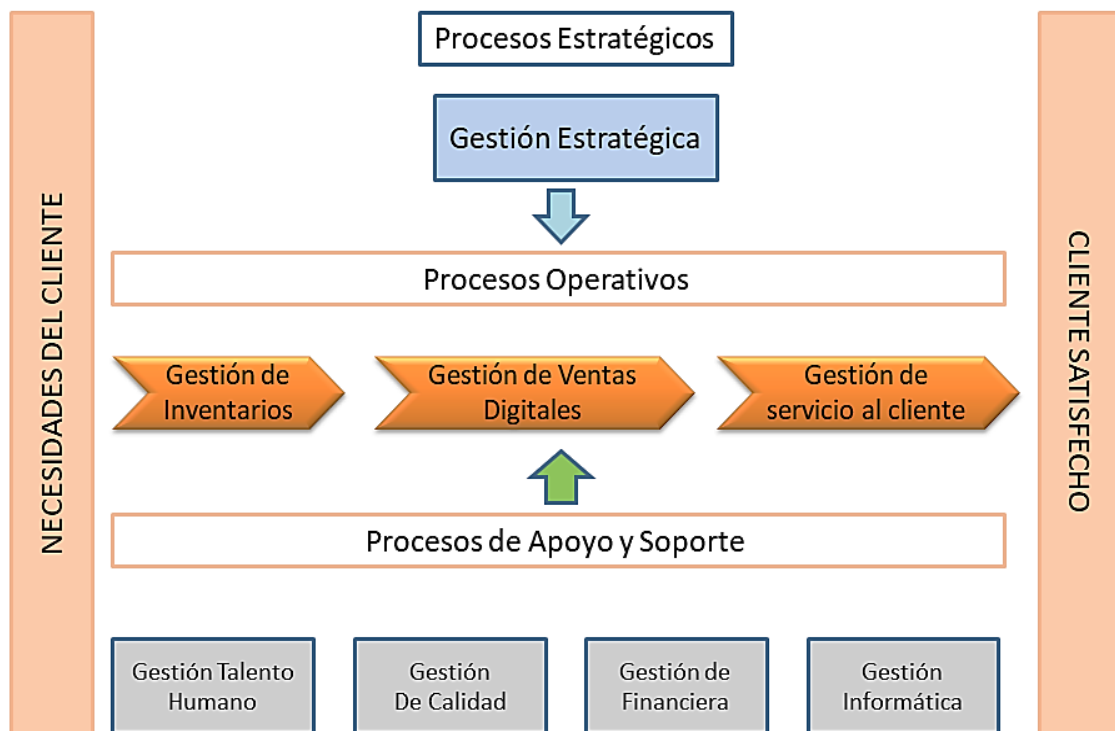 Procesos Estratégicos
Gestión Estratégica
NECESIDADES DEL CLIENTE
CLIENTE SATISFECHO
Procesos Operativos
Gestión de
Inventarios
Gestión de Ventas
Digitales
Gestión de
servicio al cliente
Procesos de Apoyo y Soporte
Gestión Talento
Humano
Gestión
De Calidad
Gestión de
Financiera
Gestión
Informática